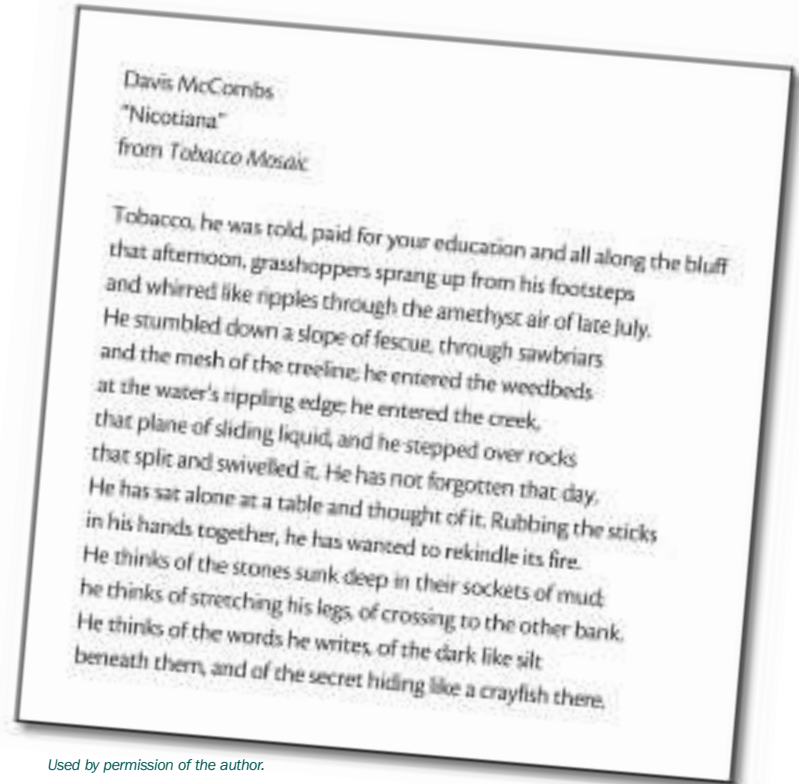 Davis McCombs
"Nicotiana"
from Tobacco Mosaic
Tobacco, he was told, paid for your education and all along the bluff
that afternoon, grasshoppers sprang up from his footsteps
and whirred like ripples through the amethyst air of late July.
He stumbled down a slope of fescue, through sawbriars
and the mesh of the treeline; he entered the weedbeds
at the water's rippling edge; he entered the creek,
that plane of sliding liquid, and he stepped over rocks
that split and swivelled it. He has not forgotten that day.
He has sat alone at a table and thought of it. Rubbing the sticks
in his hands together, he has wanted to rekindle its fire.
He thinks of the stones sunk deep in their sockets of mud;
he thinks of stretching his legs, of crossing to the other bank.
He thinks of the words he writes, of the dark like silt
beneath them, and of the secret hiding like a crayfish there.
Used by permission of the author.